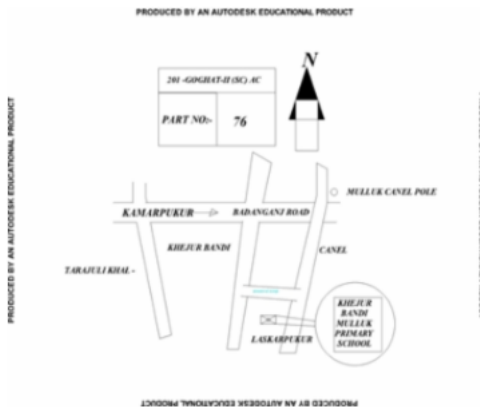 PRODUCED BY AN AUTODESK EDUCATIONAL PRODUCT
PRODUCED BY AN AUTODESK EDUCATIONAL PRODUCT
N
201 -GOGHAT-II (SC) AC
PART NO:- 76
MULLUK CANEL POLE
KAMARPUKUR
BADANGANJ ROAD
KHEJUR BANDI
CANEL
TARAJULI KHAL -
KHEJUR
BANDI
MULLUK
PRIMARY
SCHOOL
LASKARPUKUR
PRODUCED BY AN AUTODESK EDUCATIONAL PRODUCT